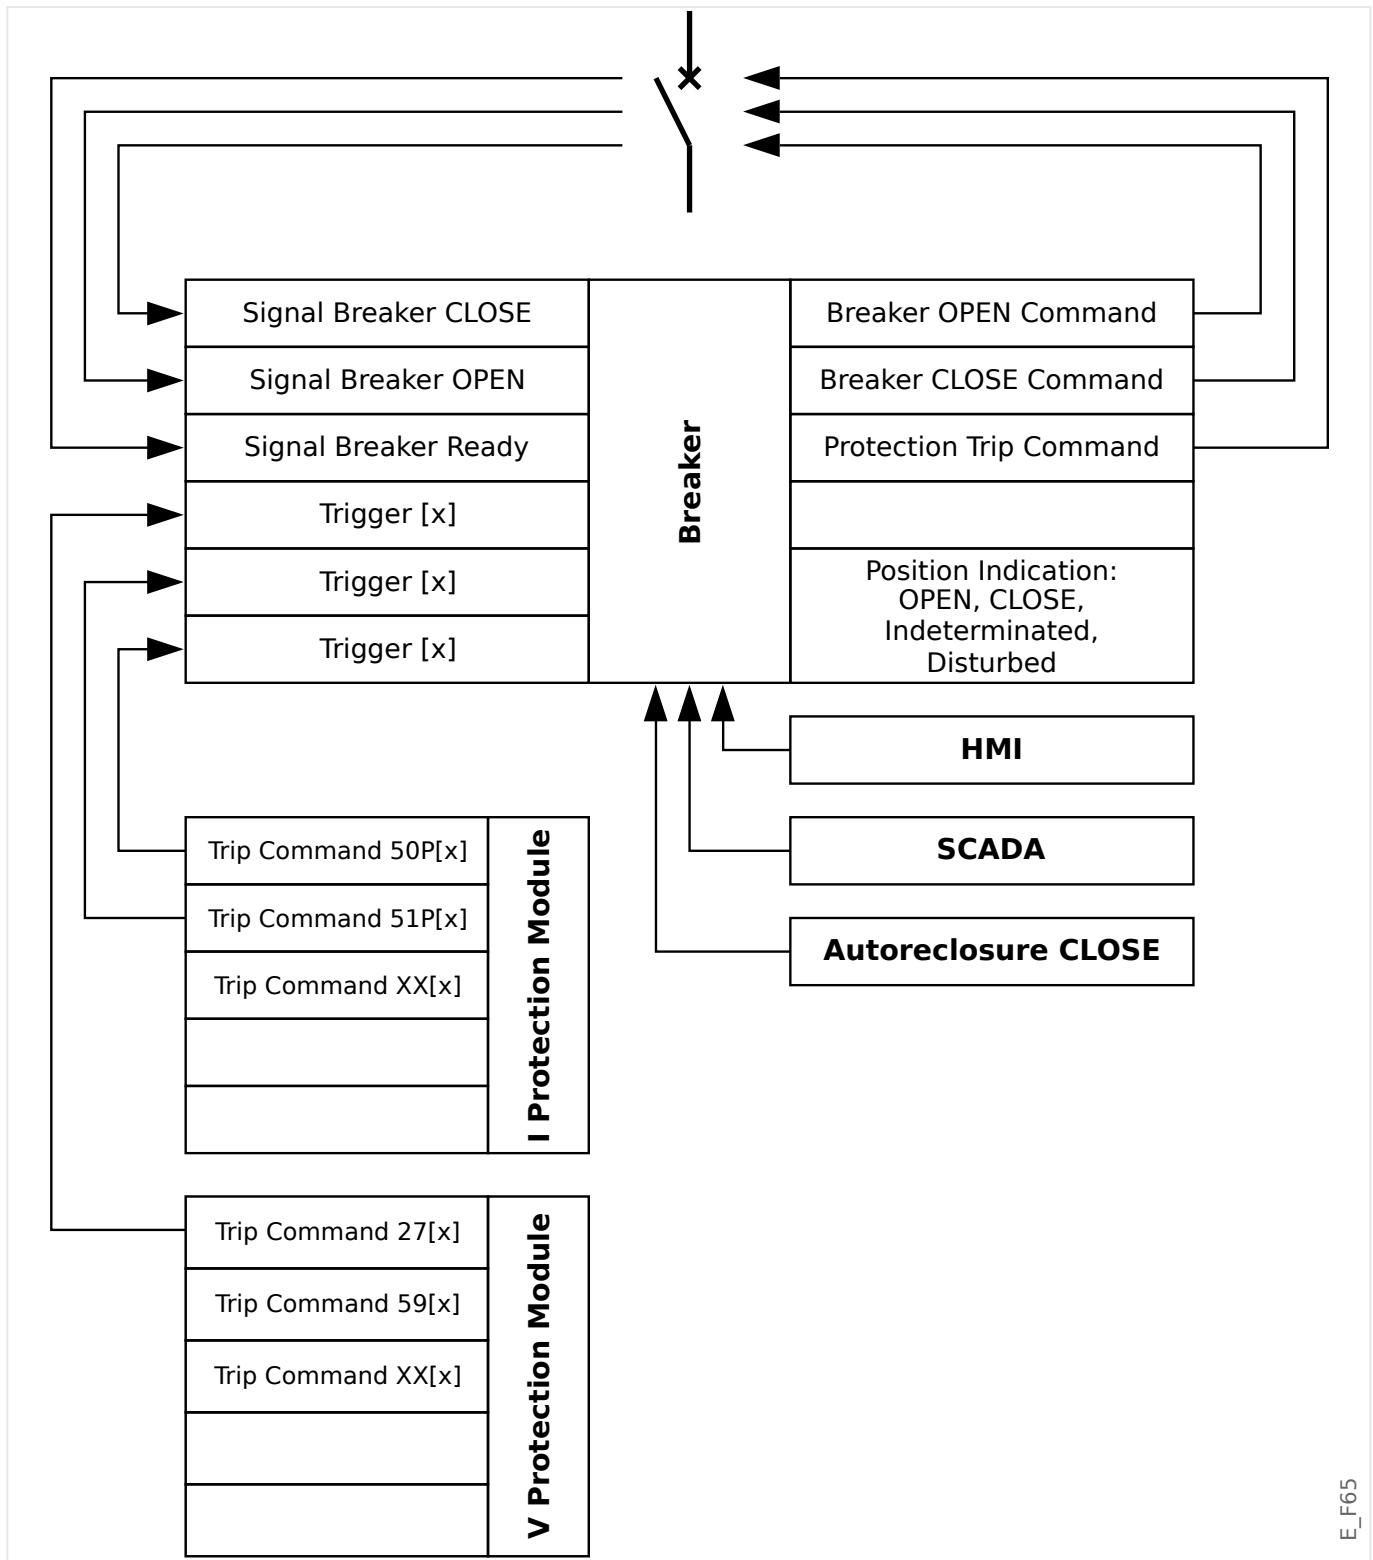 Signal Breaker CLOSE
Signal Breaker OPEN
Signal Breaker Ready
Trigger [x]
Trigger [x]
Trigger [x]
Breaker
Breaker OPEN Command
Breaker CLOSE Command
Protection Trip Command
Position Indication:
OPEN, CLOSE,
Indeterminated,
Disturbed
HMI
SCADA
Autoreclosure CLOSE
Trip Command 50P[x]
Trip Command 51P[x]
Trip Command XX[x]
I Protection Module
Trip Command 27[x]
Trip Command 59[x]
Trip Command XX[x]
V Protection Module
E_F65